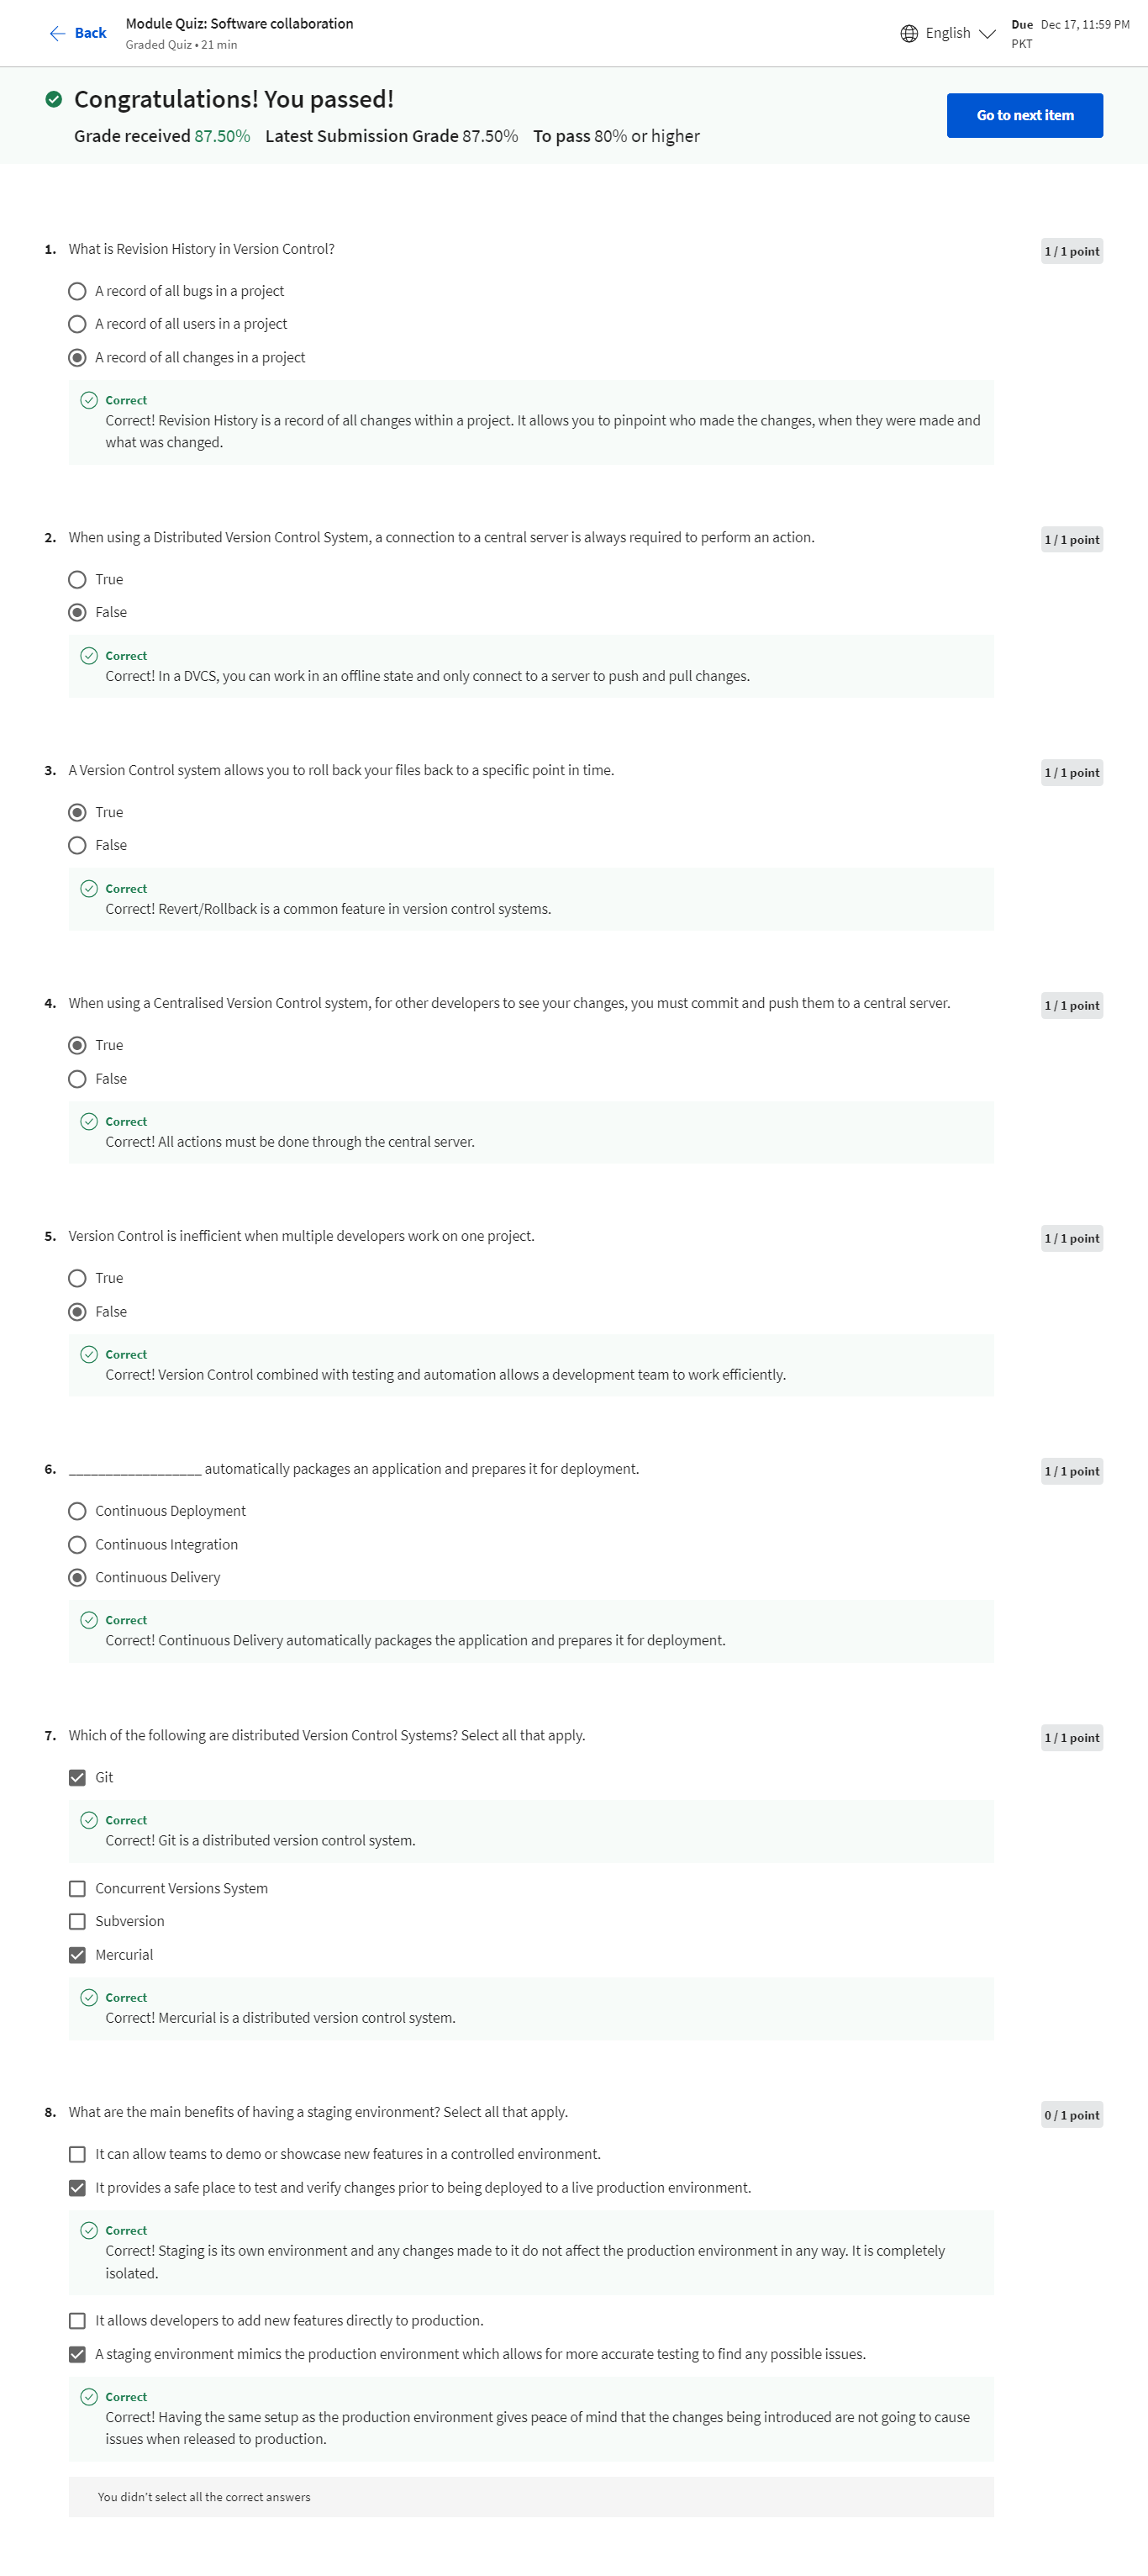 Back
Module Quiz: Software collaboration
Graded Quiz • 21 min
English
Due Dec 17, 11:59 PM
PKT
Congratulations! You passed!
Grade received 87.50% Latest Submission Grade 87.50% To pass 80% or higher
Go to next item
1. What is Revision History in Version Control?
1 / 1 point
A record of all bugs in a project
A record of all users in a project
A record of all changes in a project
Correct
Correct! Revision History is a record of all changes within a project. It allows you to pinpoint who made the changes, when they were made and
what was changed.
2. When using a Distributed Version Control System, a connection to a central server is always required to perform an action.
1 / 1 point
True
False
Correct
Correct! In a DVCS, you can work in an offline state and only connect to a server to push and pull changes.
3. A Version Control system allows you to roll back your files back to a specific point in time.
1 / 1 point
True
False
Correct
Correct! Revert/Rollback is a common feature in version control systems.
4. When using a Centralised Version Control system, for other developers to see your changes, you must commit and push them to a central server.
1 / 1 point
True
False
Correct
Correct! All actions must be done through the central server.
5. Version Control is inefficient when multiple developers work on one project.
1 / 1 point
True
False
Correct
Correct! Version Control combined with testing and automation allows a development team to work efficiently.
6. __________________ automatically packages an application and prepares it for deployment.
1 / 1 point
Continuous Deployment
Continuous Integration
Continuous Delivery
Correct
Correct! Continuous Delivery automatically packages the application and prepares it for deployment.
7. Which of the following are distributed Version Control Systems? Select all that apply.
1 / 1 point
Git
Correct
Correct! Git is a distributed version control system.
Concurrent Versions System
Subversion
Mercurial
Correct
Correct! Mercurial is a distributed version control system.
8. What are the main benefits of having a staging environment? Select all that apply.
0 / 1 point
It can allow teams to demo or showcase new features in a controlled environment.
It provides a safe place to test and verify changes prior to being deployed to a live production environment.
Correct
Correct! Staging is its own environment and any changes made to it do not affect the production environment in any way. It is completely
isolated.
It allows developers to add new features directly to production.
A staging environment mimics the production environment which allows for more accurate testing to find any possible issues.
Correct
Correct! Having the same setup as the production environment gives peace of mind that the changes being introduced are not going to cause
issues when released to production.
You didn't select all the correct answers